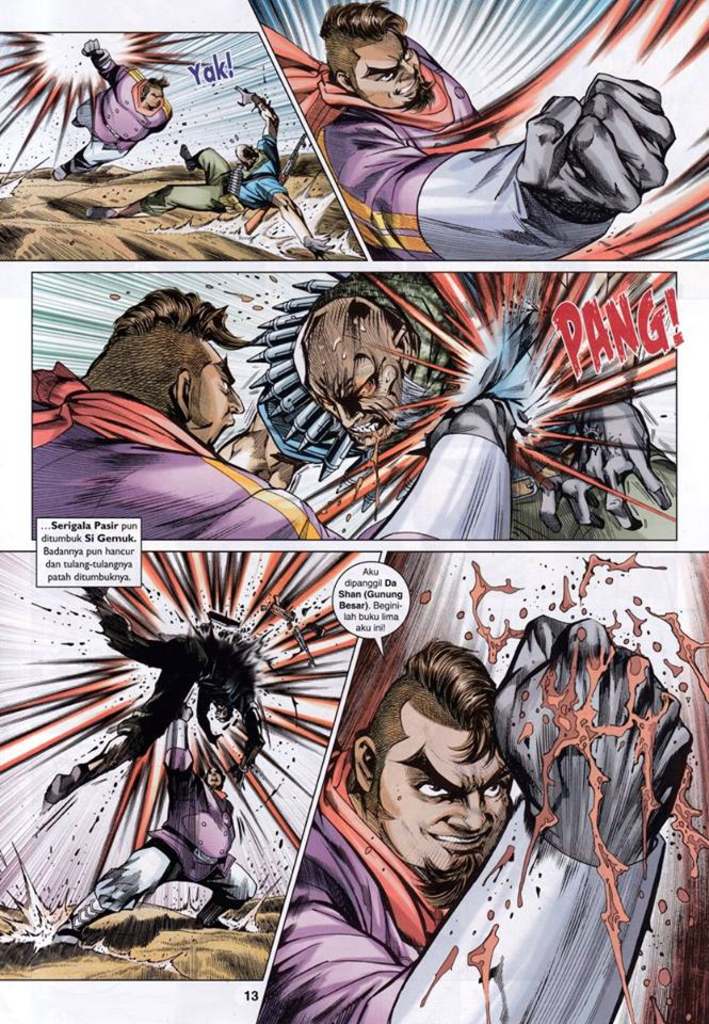 Yak!
PANG!
...Serigala Pasir pun
ditumbuk Si Gemuk.
Badannya pun hancur
dan tulang-tulangnya
patah ditumbuknya.
Aku
dipanggil Da
Shan (Gunung
Besar). Begini-
lah buku lima
aku ini!
13